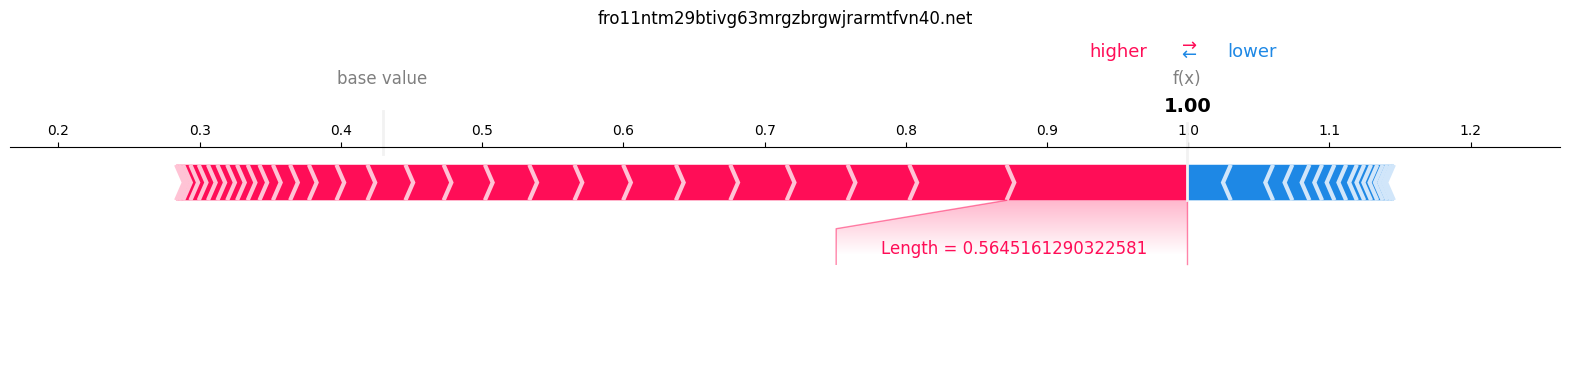 fro11ntm29btivg63mrgzbrgwjrarmtfvn40.net
higher → ← lower
base value f(x)
1.00
0.2 0.3 0.4 0.5 0.6 0.7 0.8 0.9 1.0 1.1 1.2
Length = 0.5645161290322581